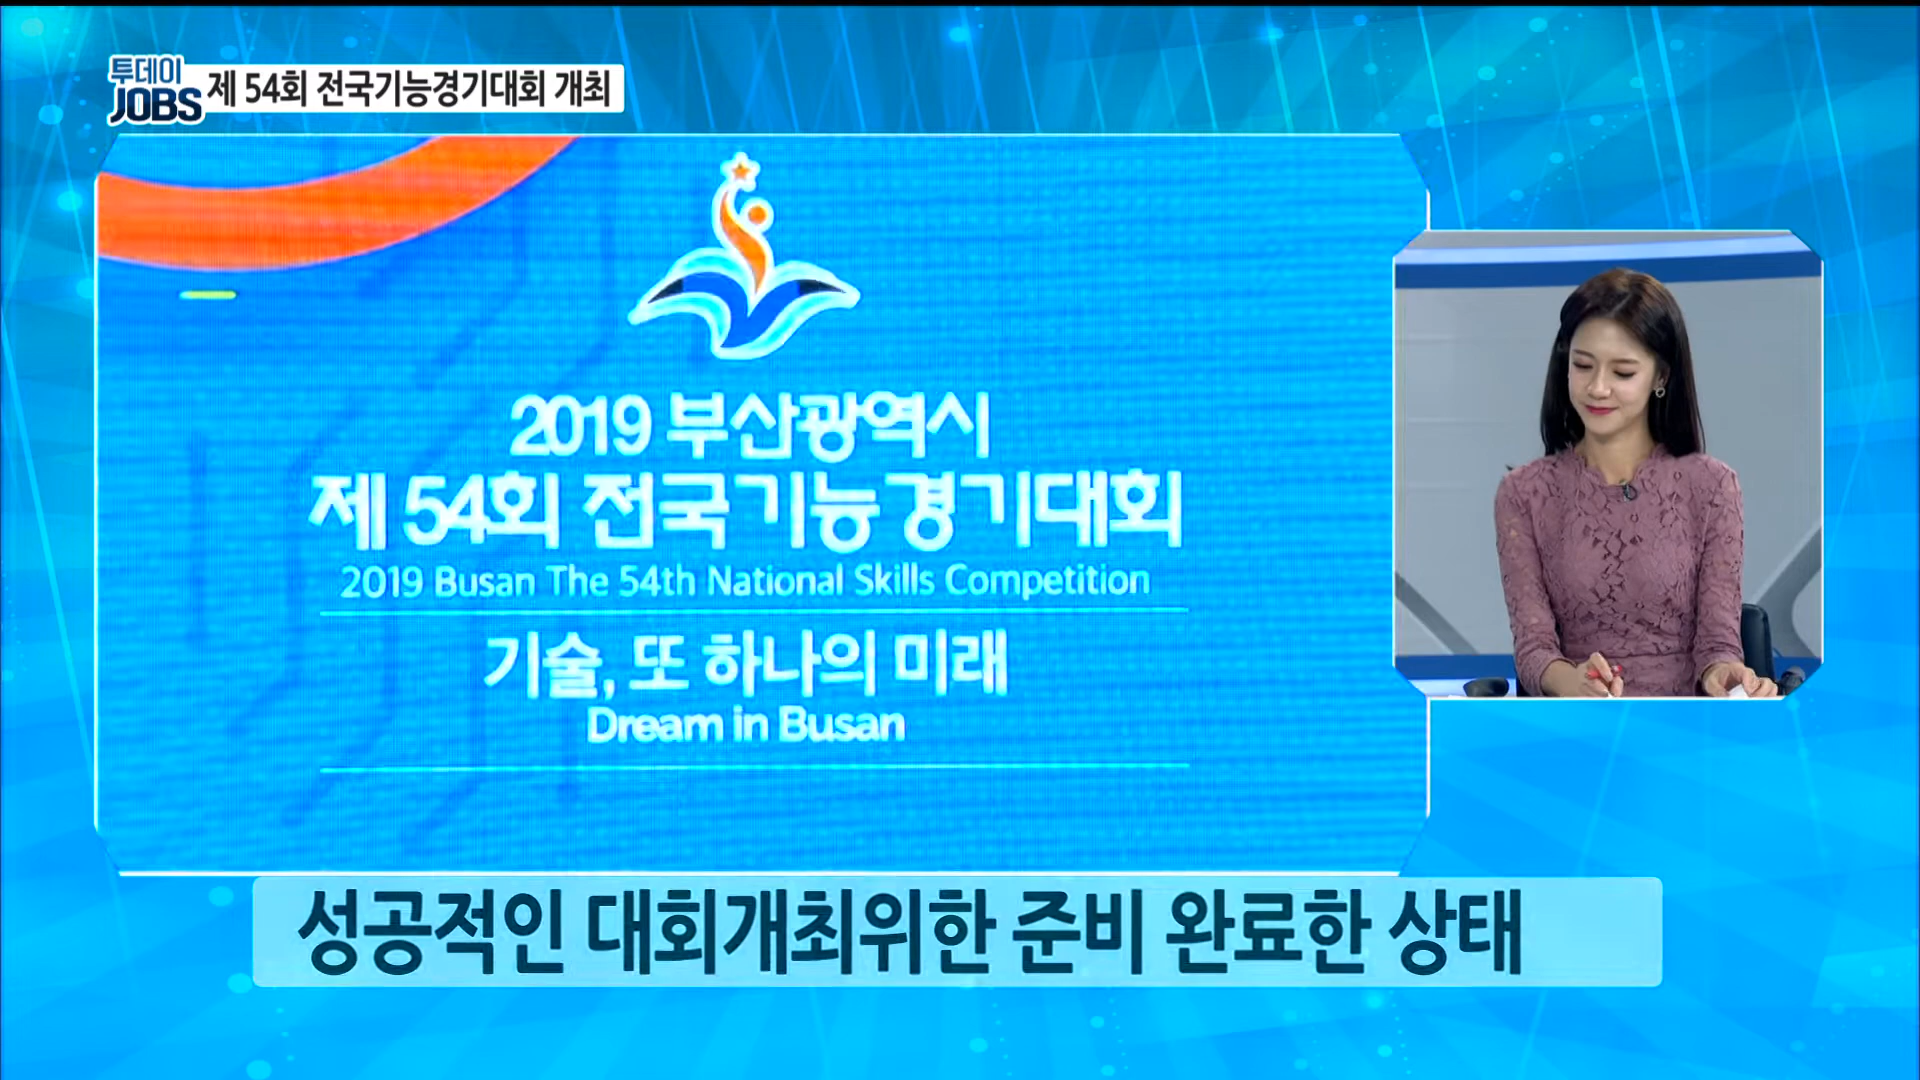 투데이
JOBS
제 54회 전국기능경기대회 개최
2019 부산광역시
제 54회 전국기능경기대회
2019 Busan The 54th National Skills Competition
기술, 또 하나의 미래
Dream in Busan
성공적인 대회개최위한 준비 완료한 상태